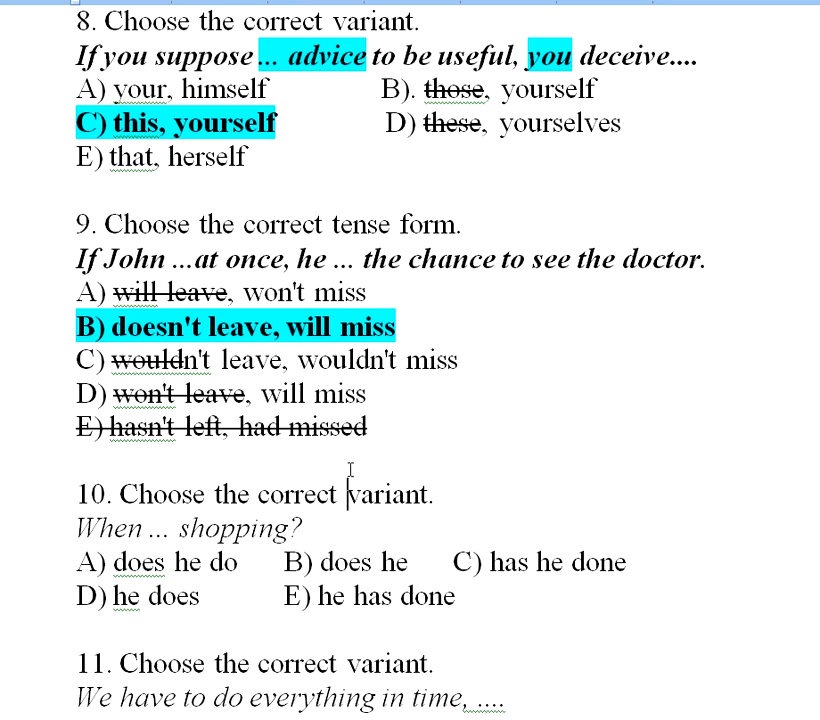 8. Choose the correct variant.
If you suppose ... advice to be useful, you deceive....
A) your, himself B). those, yourself
C) this, yourself D) these, yourselves
E) that, herself
9. Choose the correct tense form.
If John ...at once, he ... the chance to see the doctor.
A) will leave, won't miss
B) doesn't leave, will miss
C) wouldn't leave, wouldn't miss
D) won't leave, will miss
E) hasn't left, had missed
10. Choose the correct variant.
When ... shopping?
A) does he do B) does he C) has he done
D) he does E) he has done
11. Choose the correct variant.
We have to do everything in time, ....